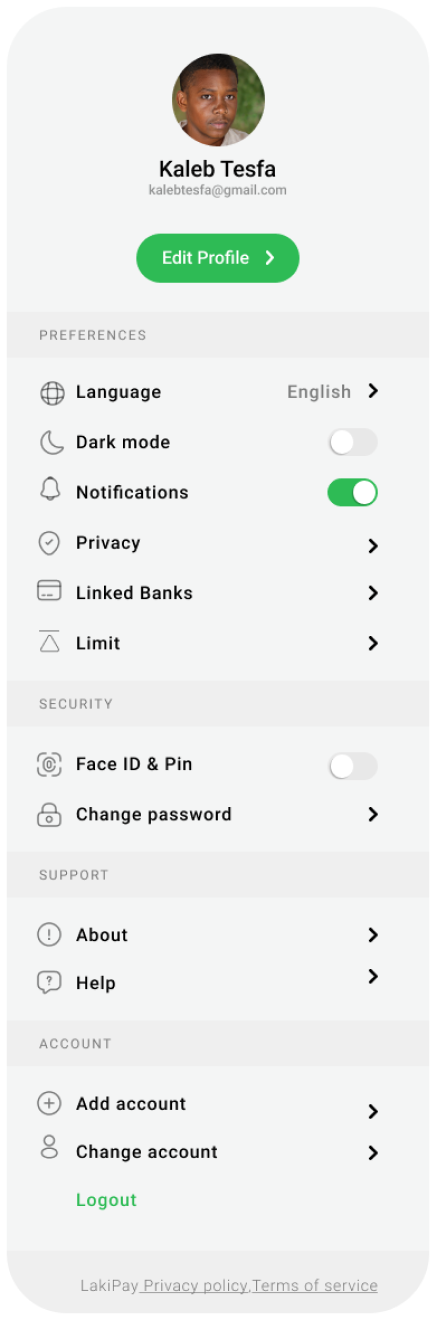 Kaleb Tesfa
kalebtesfa@gmail.com
Edit Profile
PREFERENCES
Language English
Dark mode
Notifications
Privacy
Linked Banks
Limit
SECURITY
Face ID & Pin
Change password
SUPPORT
About
Help
ACCOUNT
Add account
Change account
Logout
LakiPay Privacy policy,Terms of service